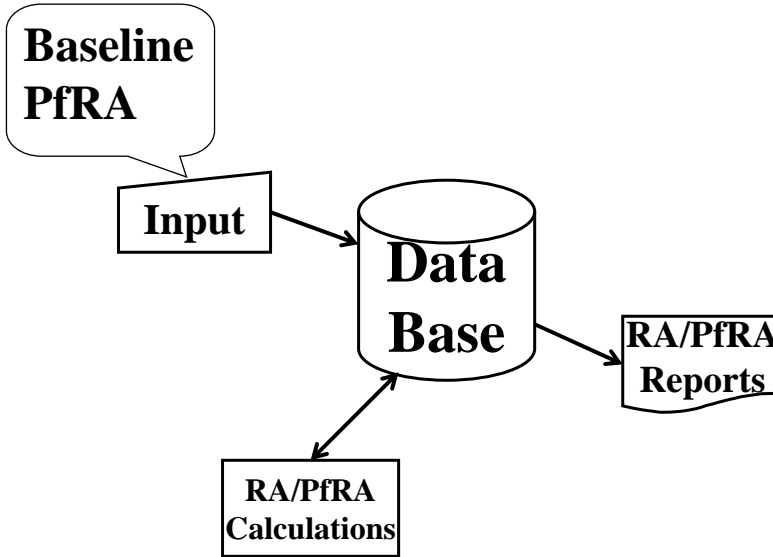 Baseline
PfRA
Input
Data
Base
RA/PfRA
Reports
RA/PfRA
Calculations